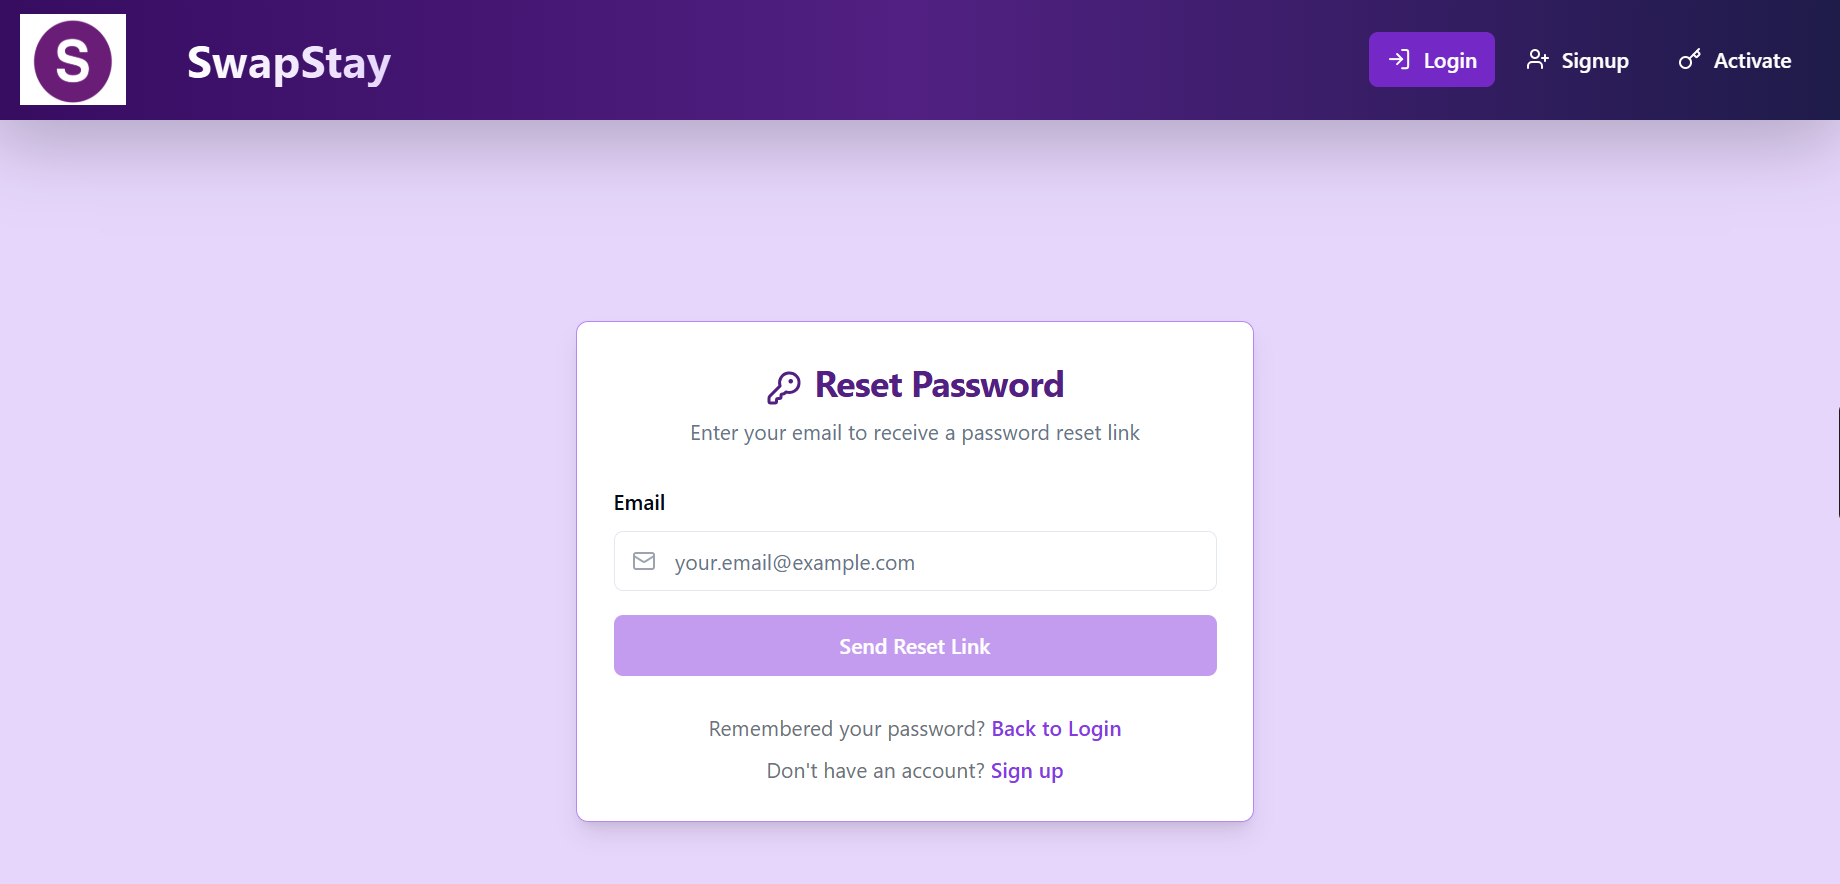 S
SwapStay
Login
Signup
Activate
Reset Password
Enter your email to receive a password reset link
Email
your.email@example.com
Send Reset Link
Remembered your password? Back to Login
Don't have an account? Sign up